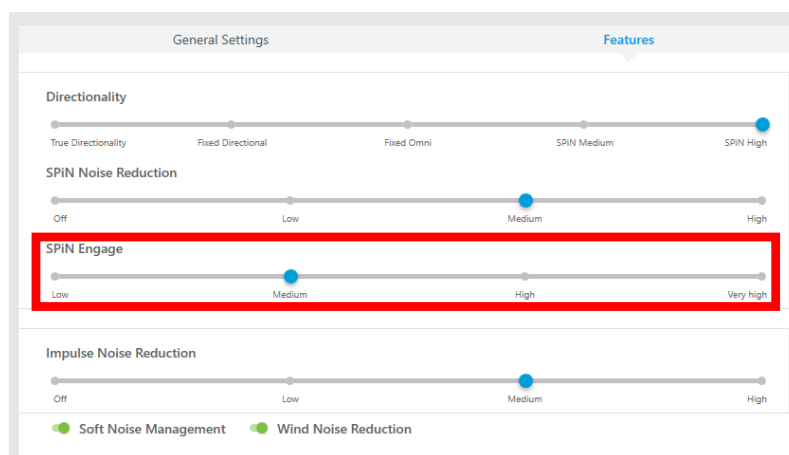 General Settings Features
Directionality
True Directionality Fixed Directional Fixed Omni SPiN Medium SPiN High
SPiN Noise Reduction
Off Low Medium High
SPiN Engage
Low Medium High Very high
Impulse Noise Reduction
Off Low Medium High
Soft Noise Management Wind Noise Reduction